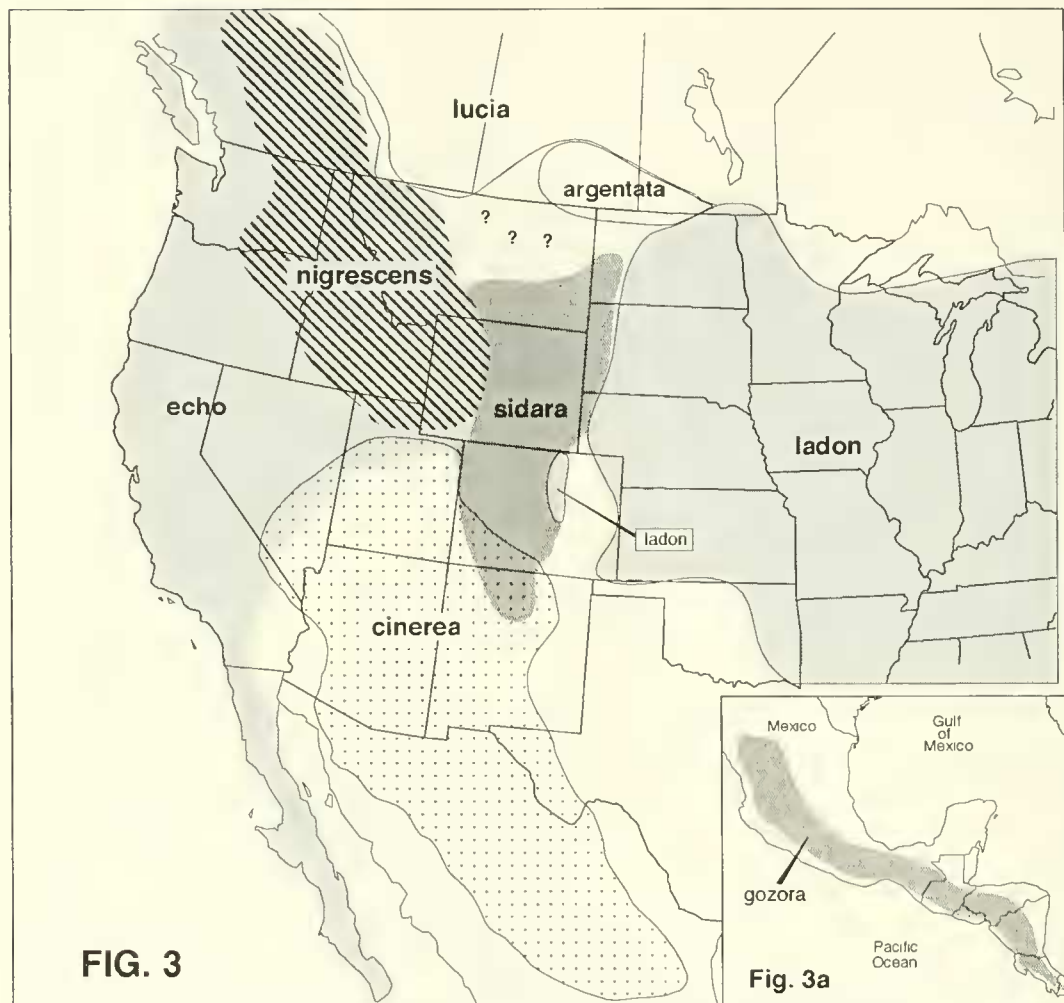 lucia
argentata
?
? ?
nigrescens
echo
sidara
ladon
ladon
cinerea
Mexico
Gulf
of
Mexico
gozora
Pacific
Ocean
FIG. 3
Fig. 3a